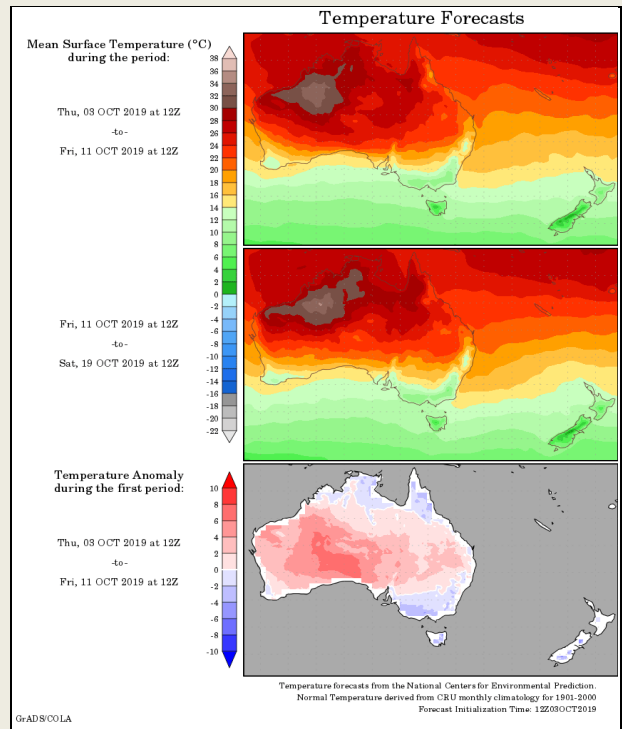 Temperature Forecasts
Mean Surface Temperature (°C)
during the period:
Thu, 03 OCT 2019 at 12Z
-to-
Fri, 11 OCT 2019 at 12Z
38
36
34
32
30
28
26
24
22
20
18
16
14
12
10
8
6
4
2
0
-2
-4
-6
-8
-10
-12
-14
-16
-18
-20
-22
Fri, 11 OCT 2019 at 12Z
-to-
Sat, 19 OCT 2019 at 12Z
Temperature Anomaly
during the first period:
Thu, 03 OCT 2019 at 12Z
-to-
Fri, 11 OCT 2019 at 12Z
10
8
6
4
2
0
-2
-4
-6
-8
-10
Temperature forecasts from the National Centers for Environmental Prediction.
Normal Temperature derived from CRU monthly climatology for 1901-2000
Forecast Initialization Time: 12Z03OCT2019
GrADS/COLA